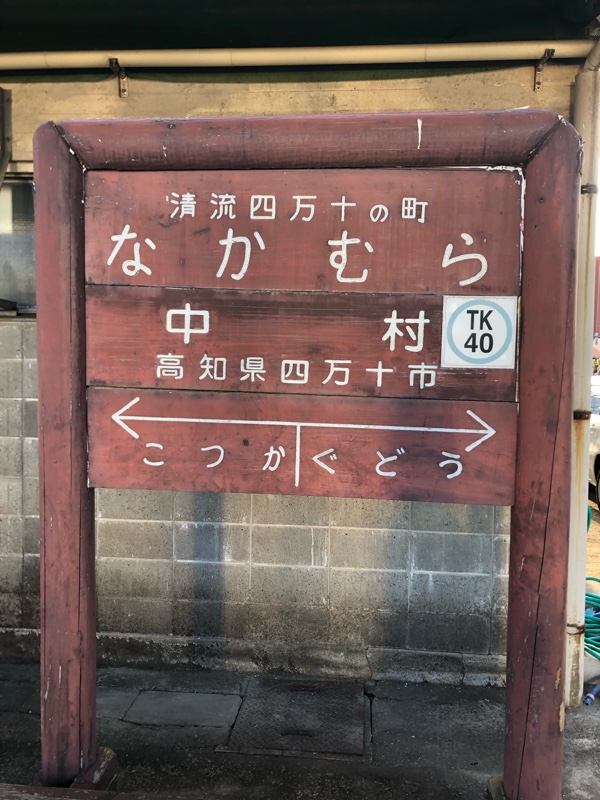 清流四万十の町
なかむら
中村
TK
40
高知県四万十市
こつか ぐどう